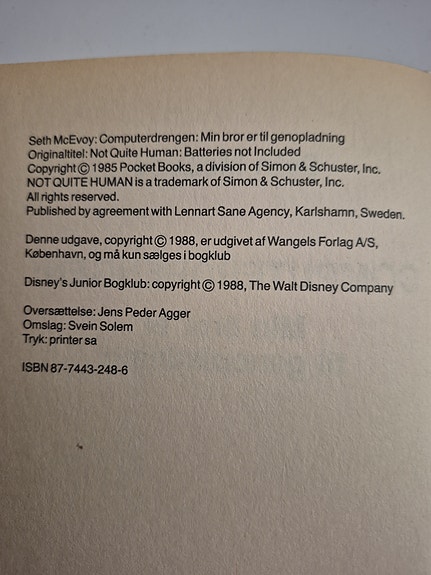 Seth McEvoy: Computerdrengen: Min bror er til genopladning
Originaltitel: Not Quite Human: Batteries not Included
Copyright © 1985 Pocket Books, a division of Simon & Schuster, Inc.
NOT QUITE HUMAN is a trademark of Simon & Schuster, Inc.
All rights reserved.
Published by agreement with Lennart Sane Agency, Karlshamn, Sweden.
Denne udgave, copyright © 1988, er udgivet af Wangels Forlag A/S,
København, og må kun sælges i bogklub
Disney's Junior Bogklub: copyright © 1988, The Walt Disney Company
Oversættelse: Jens Peder Agger
Omslag: Svein Solem
Tryk: printer sa
ISBN 87-7443-248-6